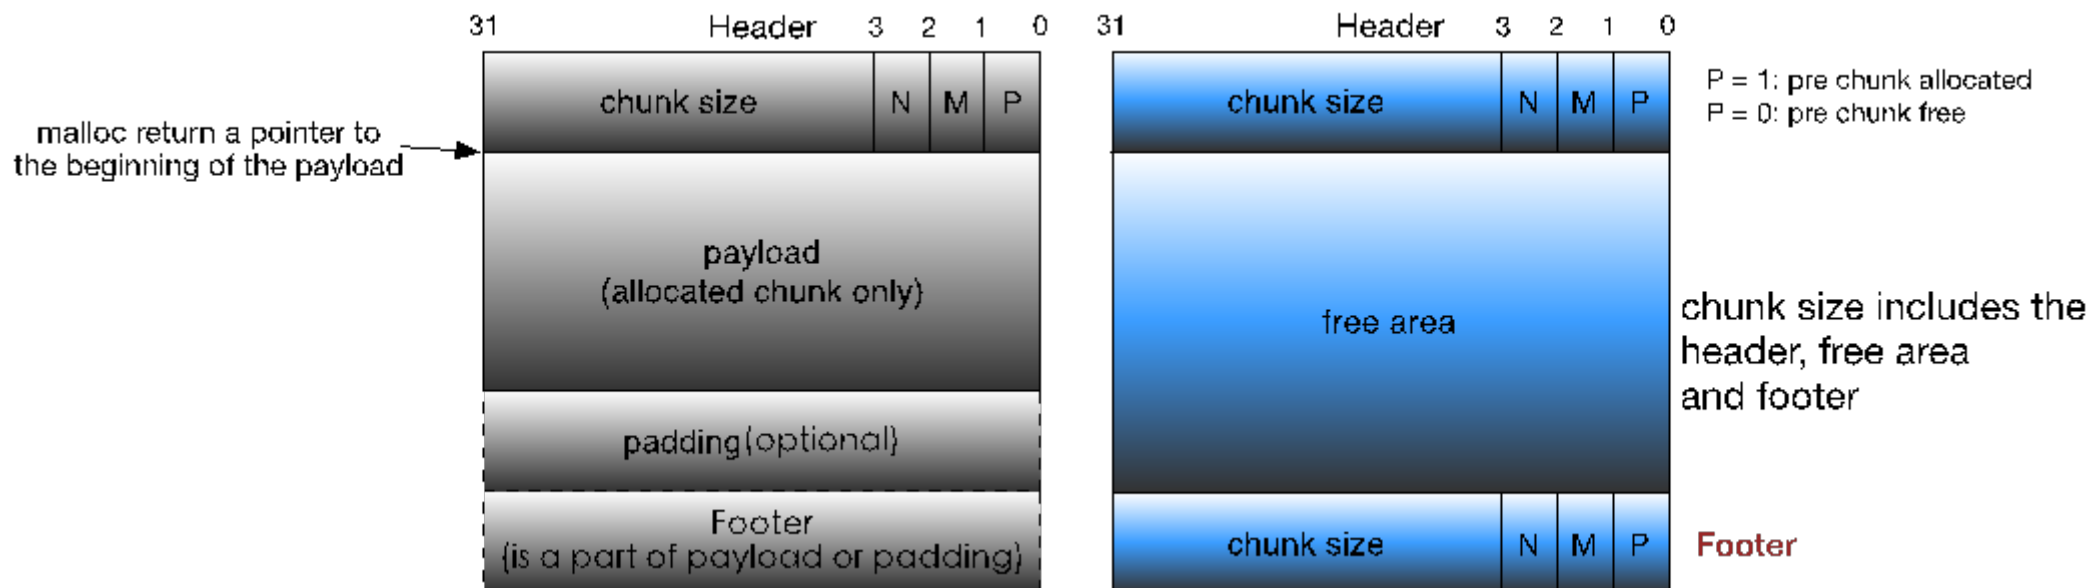 31 Header 3 2 1 0
chunk size N M P
malloc return a pointer to
the beginning of the payload
payload
(allocated chunk only)
padding(optional)
Footer
(is a part of payload or padding)
31 Header 3 2 1 0
chunk size N M P
P = 1: pre chunk allocated
P = 0: pre chunk free
free area
chunk size includes the
header, free area
and footer
chunk size N M P
Footer